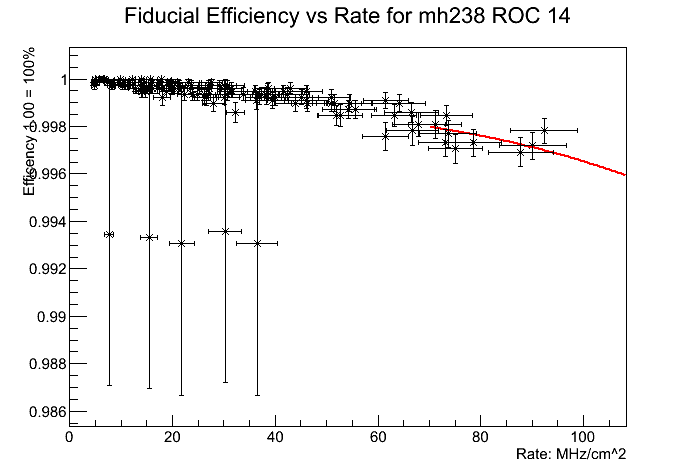 Fiducial Efficiency vs Rate for mh238 ROC 14
Efficency 1.00 = 100%
1
0.998
0.996
0.994
0.992
0.99
0.988
0.986
0 20 40 60 80 100
Rate: MHz/cm^2